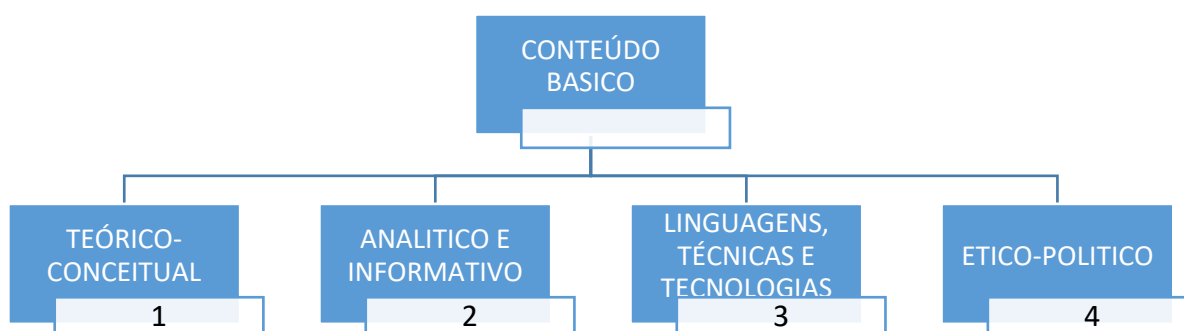 CONTEÚDO
BASICO
TEÓRICO-
CONCEITUAL
1
ANALITICO E
INFORMATIVO
2
LINGUAGENS,
TÉCNICAS E
TECNOLOGIAS
3
ETICO-POLITICO
4